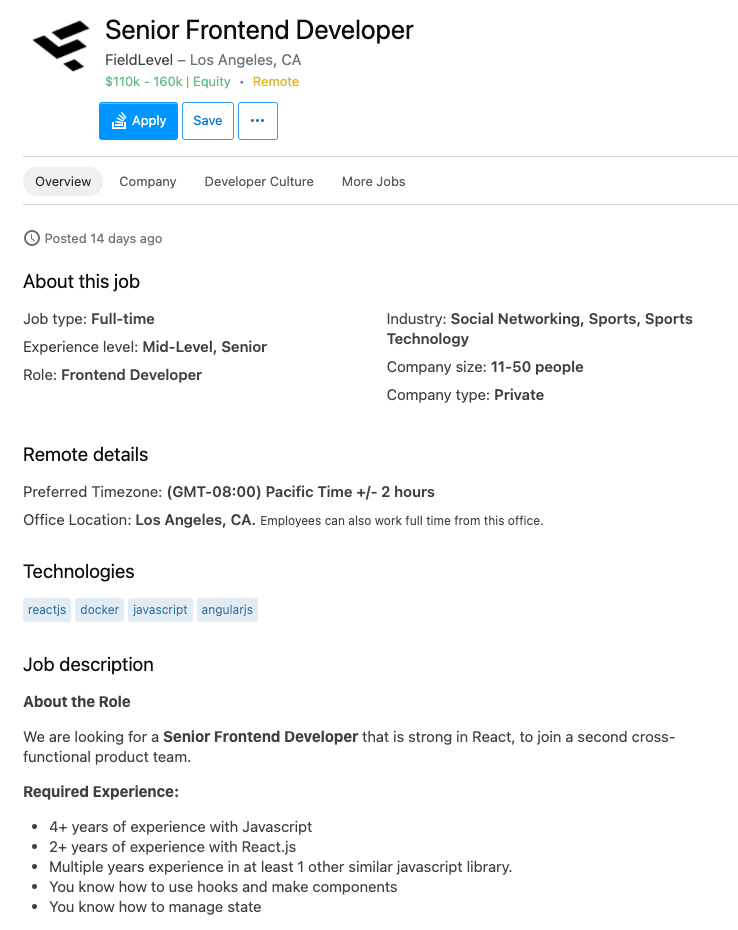 Senior Frontend Developer
FieldLevel – Los Angeles, CA
$110k - 160k | Equity • Remote
Apply Save •••
Overview Company Developer Culture More Jobs
Posted 14 days ago
About this job
Job type: Full-time
Experience level: Mid-Level, Senior
Role: Frontend Developer
Industry: Social Networking, Sports, Sports
Technology
Company size: 11-50 people
Company type: Private
Remote details
Preferred Timezone: (GMT-08:00) Pacific Time +/- 2 hours
Office Location: Los Angeles, CA. Employees can also work full time from this office.
Technologies
reactjs docker javascript angularjs
Job description
About the Role
We are looking for a Senior Frontend Developer that is strong in React, to join a second cross-
functional product team.
Required Experience:
• 4+ years of experience with Javascript
• 2+ years of experience with React.js
• Multiple years experience in at least 1 other similar javascript library.
• You know how to use hooks and make components
• You know how to manage state